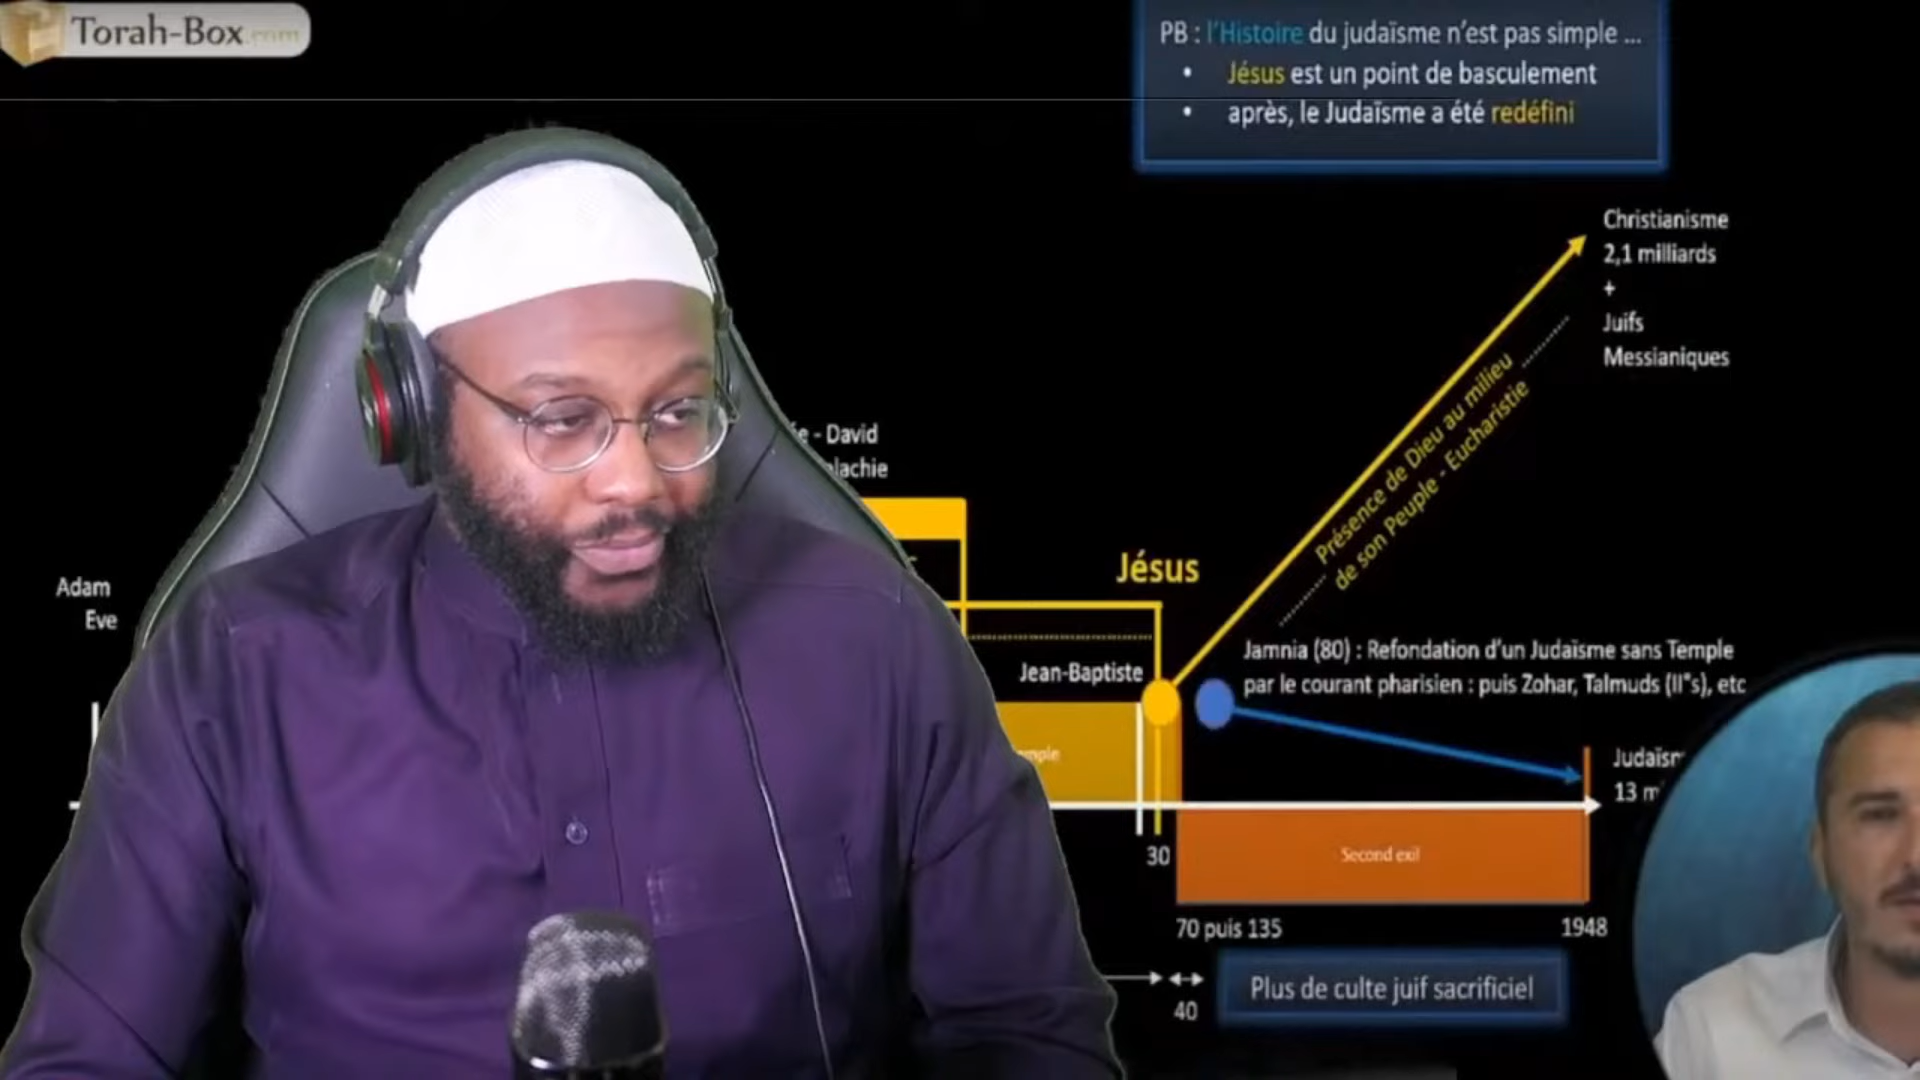 Torah-Box.com
PB : l'Histoire du judaïsme n'est pas simple ...
• Jésus est un point de basculement
• après, le Judaïsme a été redéfini
Christianisme
2,1 milliards
+
Juifs
Messianiques
Présence de Dieu au milieu
de son Peuple - Eucharistie
- David
Adam
Eve
Jésus
Jean-Baptiste
Jamnia (80) : Refondation d'un Judaïsme sans Temple
par le courant pharisien : puis Zohar, Talmuds (II°s), etc
13
30
Second exil
70 puis 135
1948
Plus de culte juif sacrificiel
40